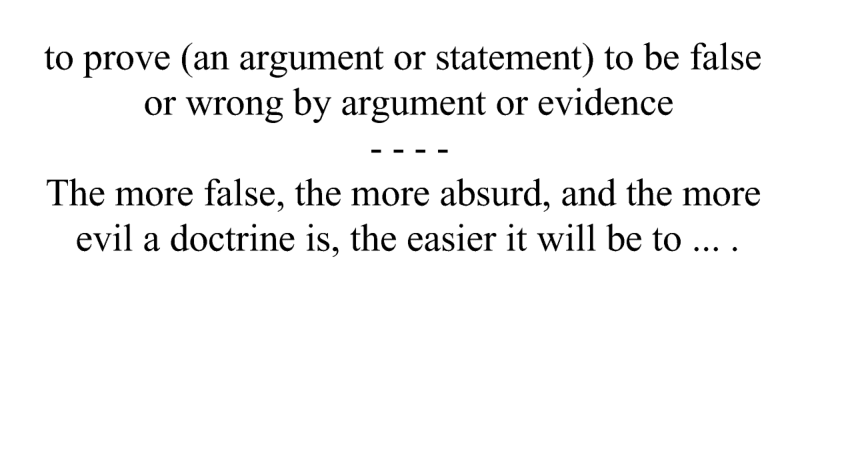 to prove (an argument or statement) to be false
or wrong by argument or evidence
- - - -
The more false, the more absurd, and the more
evil a doctrine is, the easier it will be to ... .